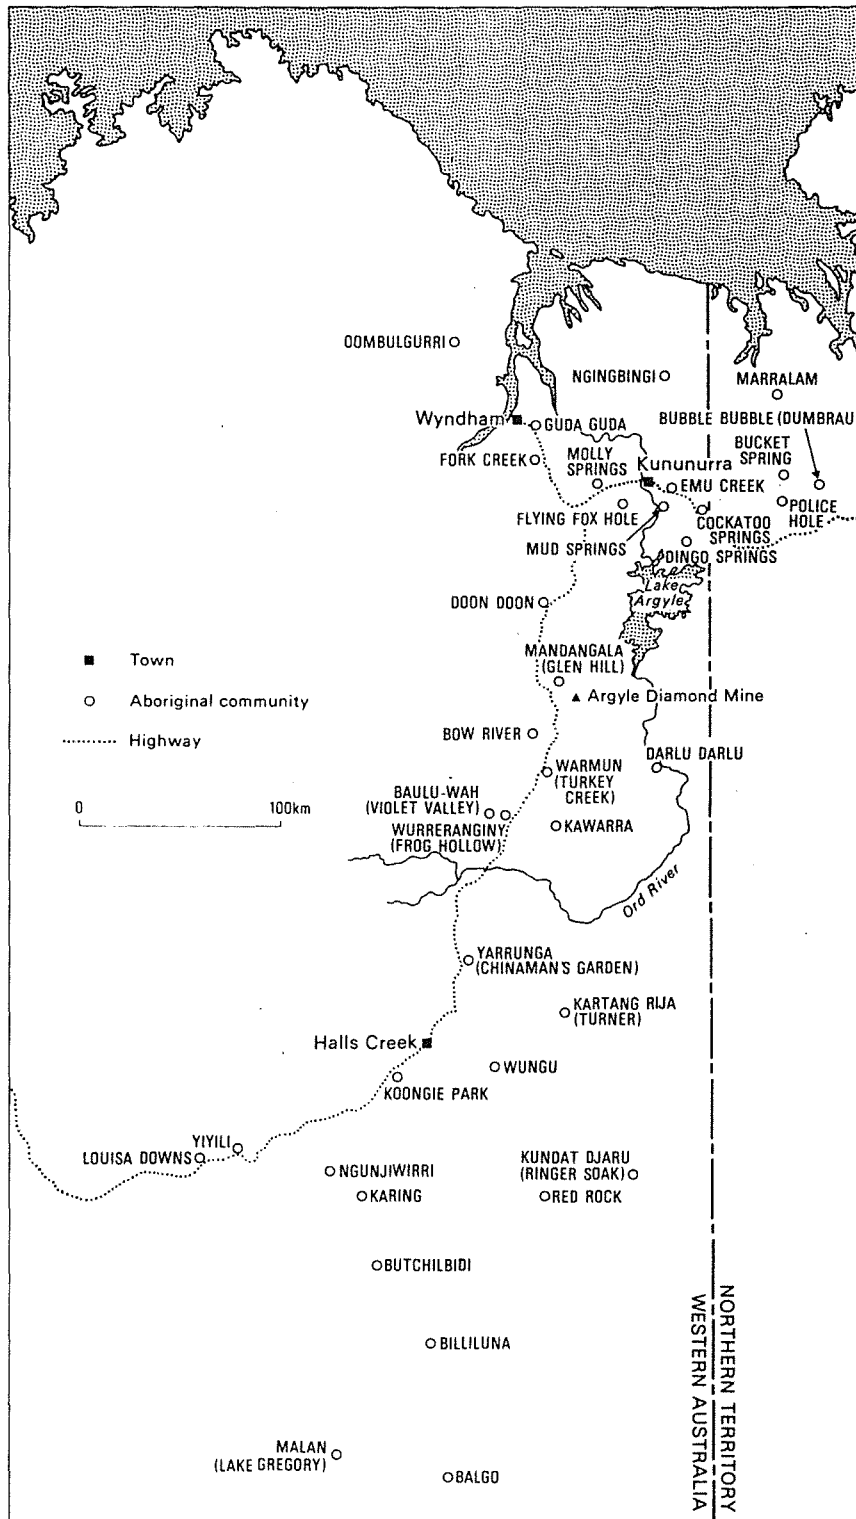 OOMBULGURRI
NGINGBINGI
MARRALAM
Wyndham
GUDA GUDA
BUBBLE BUBBLE (DUMBRAU
FORK CREEK
MOLLY
SPRINGS
Kununurra
BUCKET
SPRING
EMU CREEK
FLYING FOX HOLE
COCKATOO
SPRINGS
POLICE
HOLE
MUD SPRINGS
DINGO SPRINGS
Lake
Argyle
DOON DOON
MANDANGALA
(GLEN HILL)
Argyle Diamond Mine
Town
Aboriginal community
Highway
BOW RIVER
DARLU DARLU
WARMUN
(TURKEY
CREEK)
0 100km
BAULU-WAH
(VIOLET VALLEY)
WURRERANGINY
(FROG HOLLOW)
KAWARRA
Ord River
YARRUNGA
(CHINAMAN'S GARDEN)
KARTANG RIJA
(TURNER)
Halls Creek
WUNGU
KOONGIE PARK
YIYILI
LOUISA DOWNS
NGUNJIWIRRI
KUNDAT DJARU
(RINGER SOAK)
KARING
RED ROCK
BUTCHILBIDI
BILLILUNA
MALAN
(LAKE GREGORY)
BALGO
NORTHERN TERRITORY
WESTERN AUSTRALIA